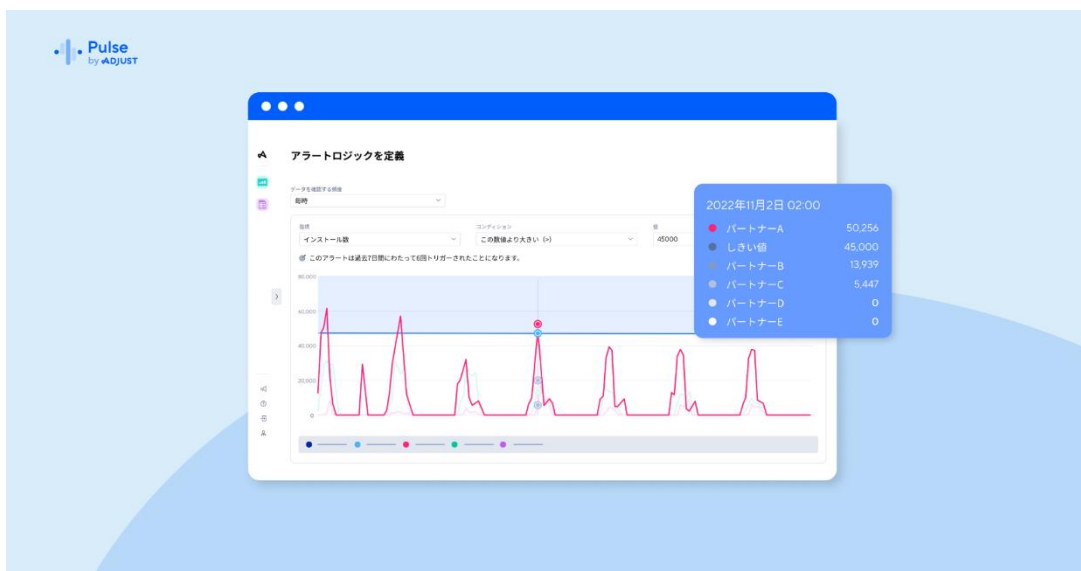 Pulse
by ADJUST
アラートロジックを定義
データを確認する頻度
毎時
指標
インストール数
コンディション
この数値より大きい (>)
値
45000
このアラートは過去7日間にわたって6回トリガーされたことになります。
80,000
60,000
40,000
20,000
0
2022年11月2日 02:00
パートナーA 50,256
しきい値 45,000
パートナーB 13,939
パートナーC 5,447
パートナーD 0
パートナーE 0